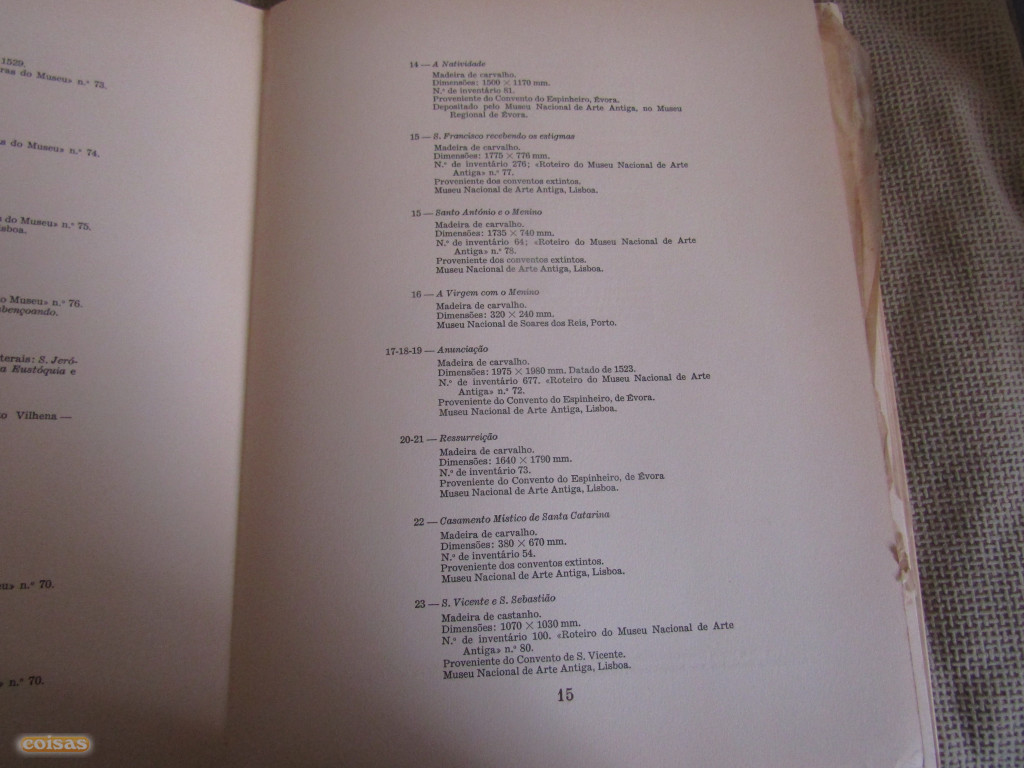 1529.
ras do Museu» n.º 73.
s do Museu» n.º 74.
do Museu» n.º 75.
isboa.
o Museu» n.º 76.
bençoando.
terais: S. Jeró-
a Eustóquia e
to Vilhena —
eu» n.º 70.
» n.º 70.
14 — A Natividade
Madeira de carvalho.
Dimensões: 1500 × 1170 mm.
N.º de inventário 81.
Proveniente do Convento do Espinheiro, Évora.
Depositado pelo Museu Nacional de Arte Antiga, no Museu
Regional de Évora.
15 — S. Francisco recebendo os estigmas
Madeira de carvalho.
Dimensões: 1775 × 776 mm.
N.º de inventário 276; «Roteiro do Museu Nacional de Arte
Antiga» n.º 77.
Proveniente dos conventos extintos.
Museu Nacional de Arte Antiga, Lisboa.
15 — Santo António e o Menino
Madeira de carvalho.
Dimensões: 1735 × 740 mm.
N.º de inventário 64; «Roteiro do Museu Nacional de Arte
Antiga» n.º 78.
Proveniente dos conventos extintos.
Museu Nacional de Arte Antiga, Lisboa.
16 — A Virgem com o Menino
Madeira de carvalho.
Dimensões: 320 × 240 mm.
Museu Nacional de Soares dos Reis, Porto.
17-18-19 — Anunciação
Madeira de carvalho.
Dimensões: 1975 × 1980 mm. Datado de 1523.
N.º de inventário 677. «Roteiro do Museu Nacional de Arte
Antiga» n.º 72.
Proveniente do Convento do Espinheiro, de Évora.
Museu Nacional de Arte Antiga, Lisboa.
20-21 — Ressurreição
Madeira de carvalho.
Dimensões: 1640 × 1790 mm.
N.º de inventário 73.
Proveniente do Convento do Espinheiro, de Évora
Museu Nacional de Arte Antiga, Lisboa.
22 — Casamento Místico de Santa Catarina
Madeira de carvalho.
Dimensões: 380 × 670 mm.
N.º de inventário 54.
Proveniente dos conventos extintos.
Museu Nacional de Arte Antiga, Lisboa.
23 — S. Vicente e S. Sebastião
Madeira de castanho.
Dimensões: 1070 × 1030 mm.
N.º de inventário 100. «Roteiro do Museu Nacional de Arte
Antiga» n.º 80.
Proveniente do Convento de S. Vicente.
Museu Nacional de Arte Antiga, Lisboa.
15
coisas